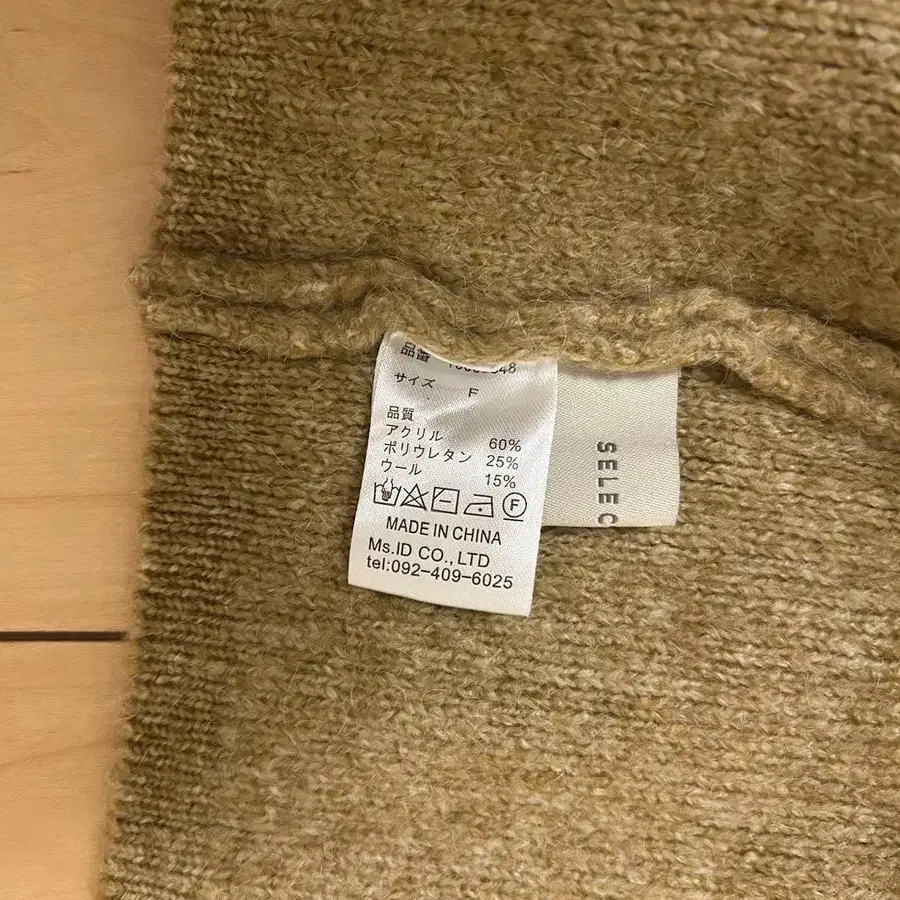 品番
サイズ F
品質
アクリル 60%
ポリウレタン 25%
ウール 15%
F
MADE IN CHINA
Ms.ID CO.,LTD
tel:092-409-6025
SELEC